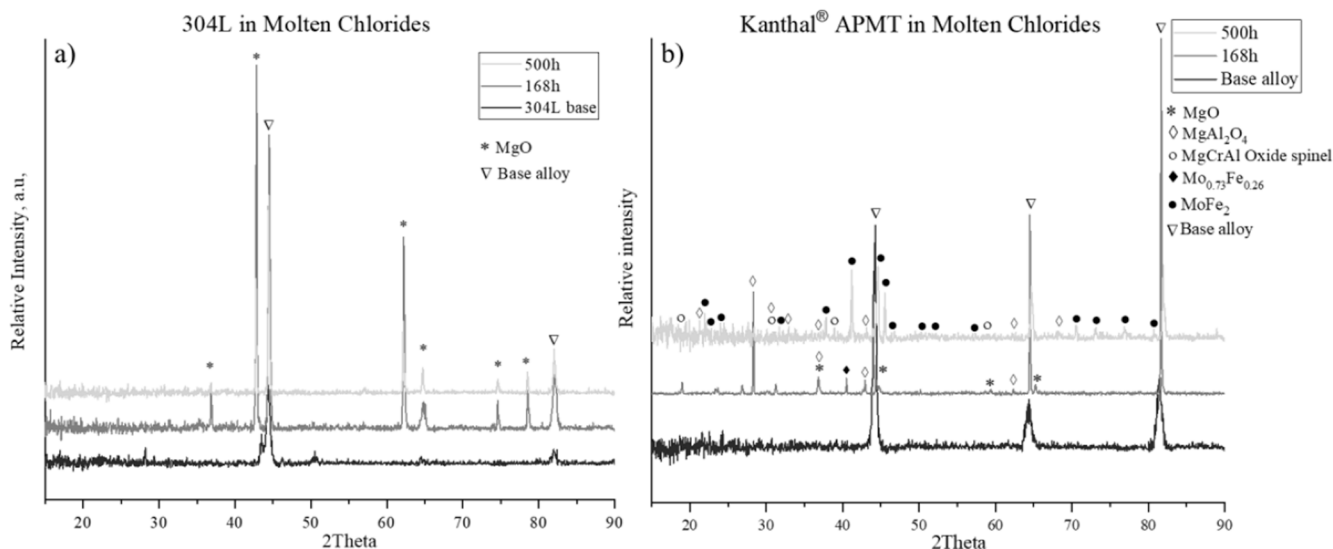 304L in Molten Chlorides
a)
500h
168h
304L base
* MgO
▽ Base alloy
*
▽
*
*
*
*
*
▽
Relative Intensity, a.u,
20 30 40 50 60 70 80 90
2Theta
Kanthal® APMT in Molten Chlorides
b)
500h
168h
Base alloy
* MgO
◊ MgAl₂O₄
○ MgCrAl Oxide spinel
♦ Mo₀.₇₃Fe₀.₂₆
● MoFe₂
▽ Base alloy
Relative intensity
20 30 40 50 60 70 80 90
2Theta